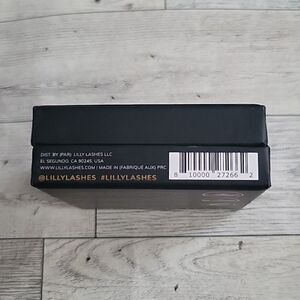 DIST. BY (PAR): LILLY LASHES LLC
EL SEGUNDO, CA 90245, USA
WWW.LILLYLASHES.COM | MADE IN (FABRIQUÉ AUX) PRC
@LILLYLASHES #LILLYLASHES
8 10000 27266 2